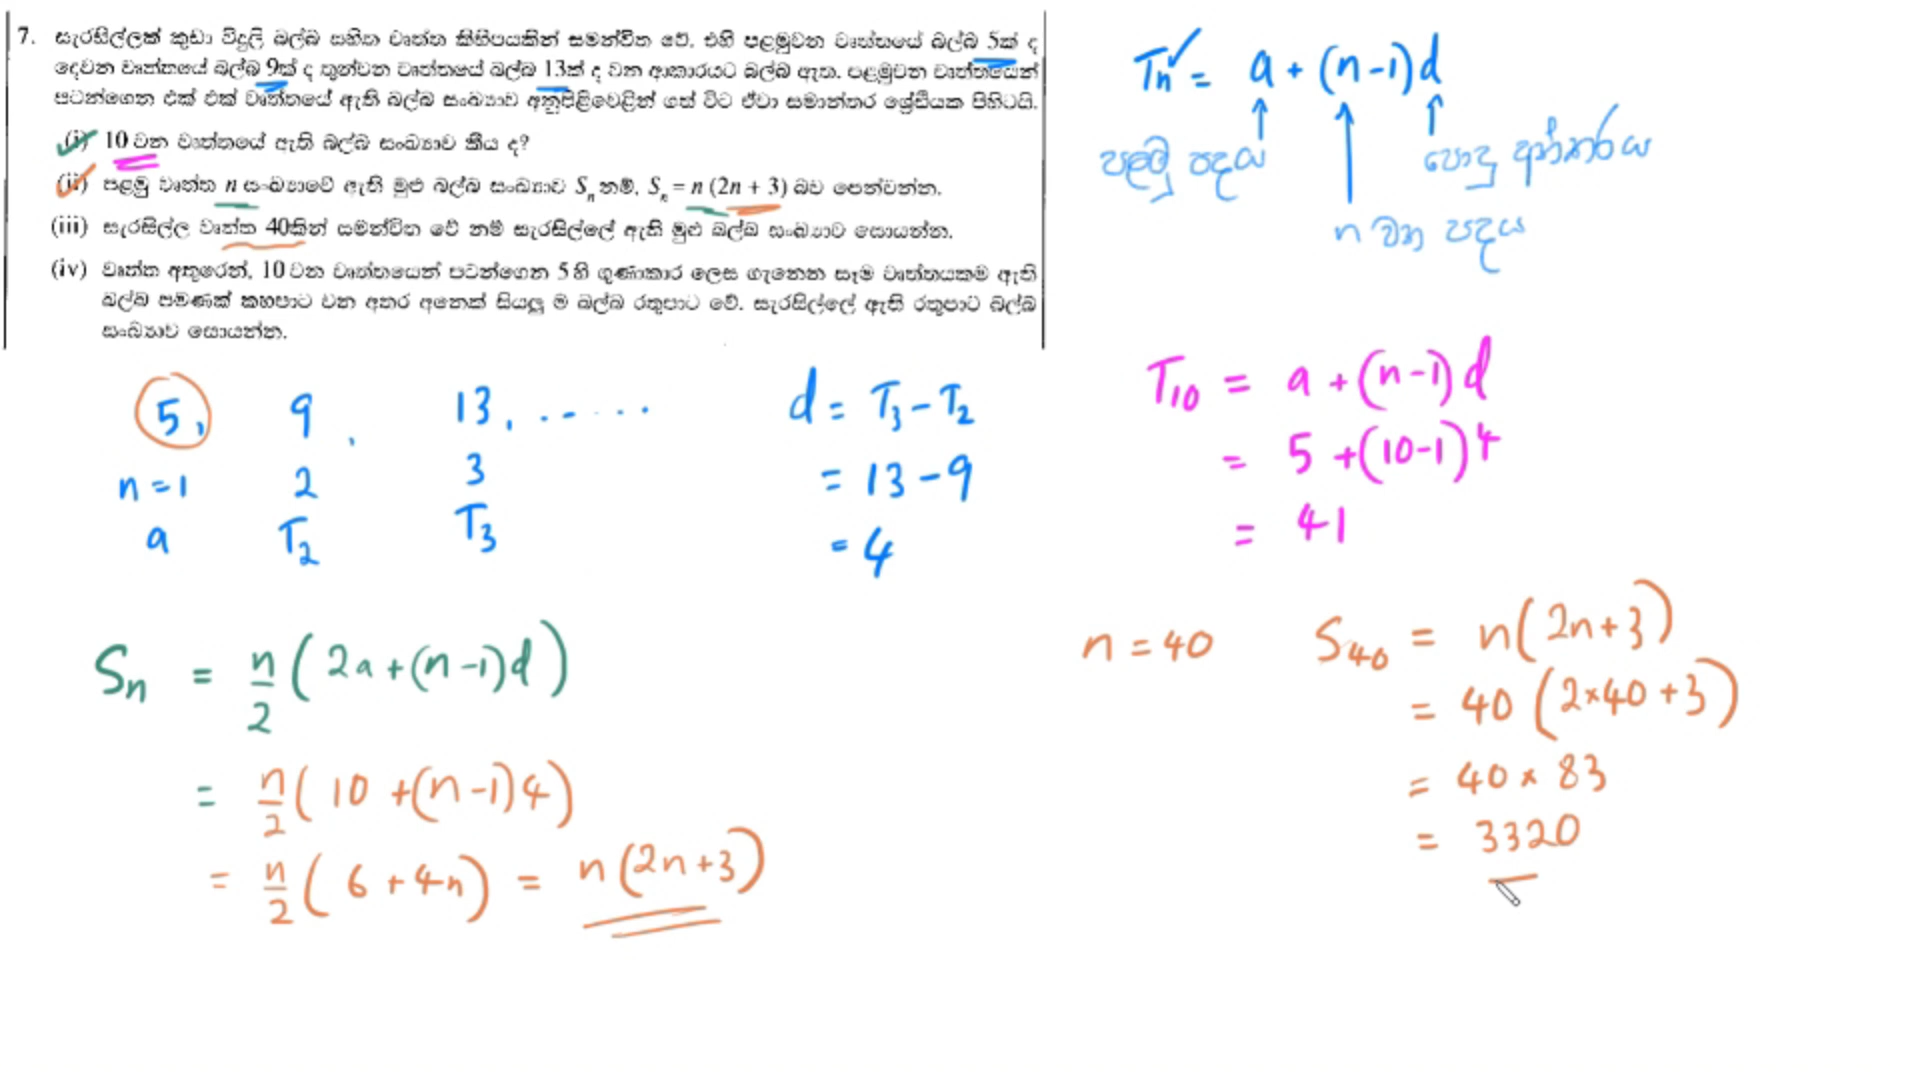 7. සැරසිල්ලක් කුඩා විදුලි බල්බ සහිත වෘත්ත කිහිපයකින් සමන්විත වේ. එහි පළමුවන වෘත්තයේ බල්බ 5ක් ද
දෙවන වෘත්තයේ බල්බ 9ක් ද තුන්වන වෘත්තයේ බල්බ 13ක් ද වන ආකාරයට බල්බ ඇත. පළමුවන වෘත්තයෙන්
පටන්ගෙන එක් එක් වෘත්තයේ ඇති බල්බ සංඛ්‍යාව අනුපිළිවෙළින් ගත් විට ඒවා සමාන්තර ශ්‍රේඪියක පිහිටයි.
(i) 10 වන වෘත්තයේ ඇති බල්බ සංඛ්‍යාව කීය ද?
(ii) පළමු වෘත්ත n සංඛ්‍යාවේ ඇති මුළු බල්බ සංඛ්‍යාව Sₙ නම්, Sₙ = n (2n + 3) බව පෙන්වන්න.
(iii) සැරසිල්ල වෘත්ත 40කින් සමන්විත වේ නම් සැරසිල්ලේ ඇති මුළු බල්බ සංඛ්‍යාව සොයන්න.
(iv) වෘත්ත අතුරෙන්, 10 වන වෘත්තයෙන් පටන්ගෙන 5 හි ගුණාකාර ලෙස ගැනෙන සෑම වෘත්තයකම ඇති
බල්බ පමණක් කහපාට වන අතර අනෙක් සියලු ම බල්බ රතුපාට වේ. සැරසිල්ලේ ඇති රතුපාට බල්බ
සංඛ්‍යාව සොයන්න.
Tn = a + (n-1)d
පළමු පදය
පොදු අන්තරය
n වන පදය
5, 9, 13, ......
n = 1 2 3
a T₂ T₃
d = T₃ - T₂
= 13 - 9
= 4
T₁₀ = a + (n-1)d
= 5 + (10-1)4
= 41
Sn = n/2 (2a + (n-1)d)
= n/2 (10 + (n-1)4)
= n/2 (6 + 4n) = n(2n+3)
n = 40 S₄₀ = n(2n+3)
= 40 (2×40+3)
= 40 × 83
= 3320